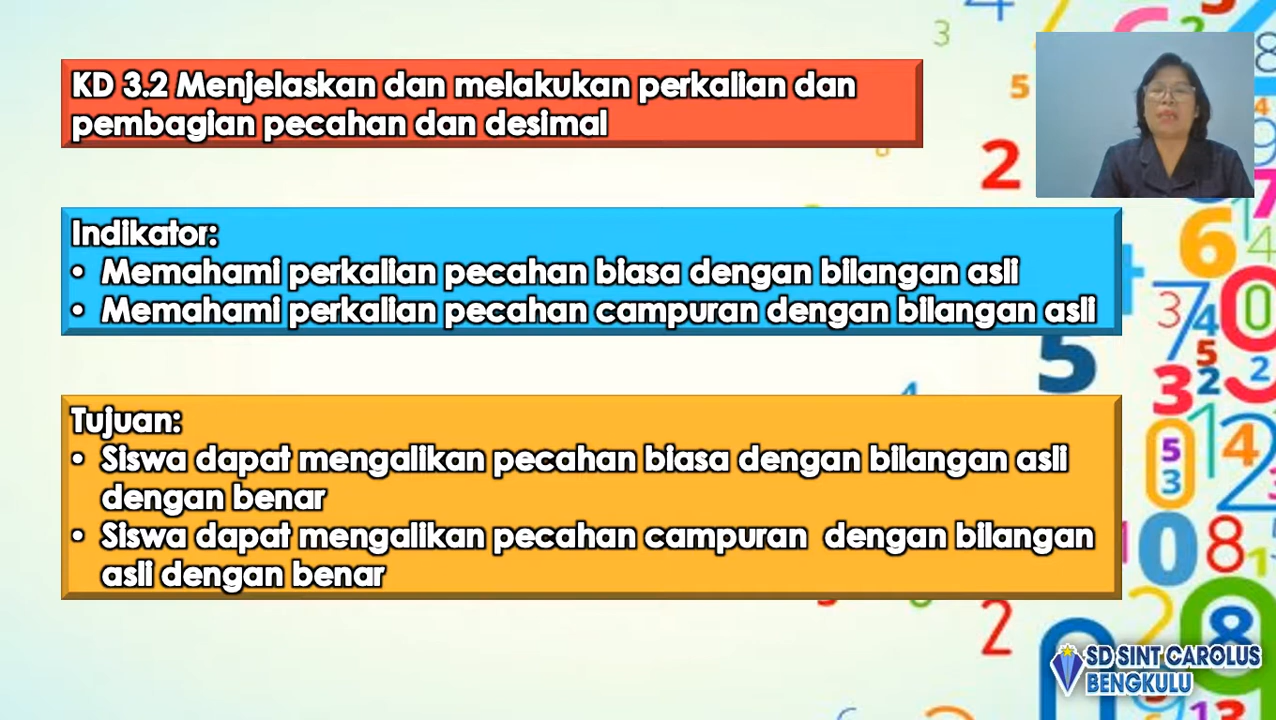 KD 3.2 Menjelaskan dan melakukan perkalian dan
pembagian pecahan dan desimal
Indikator:
• Memahami perkalian pecahan biasa dengan bilangan asli
• Memahami perkalian pecahan campuran dengan bilangan asli
Tujuan:
• Siswa dapat mengalikan pecahan biasa dengan bilangan asli
dengan benar
• Siswa dapat mengalikan pecahan campuran dengan bilangan
asli dengan benar
SD SINT CAROLUS
BENGKULU